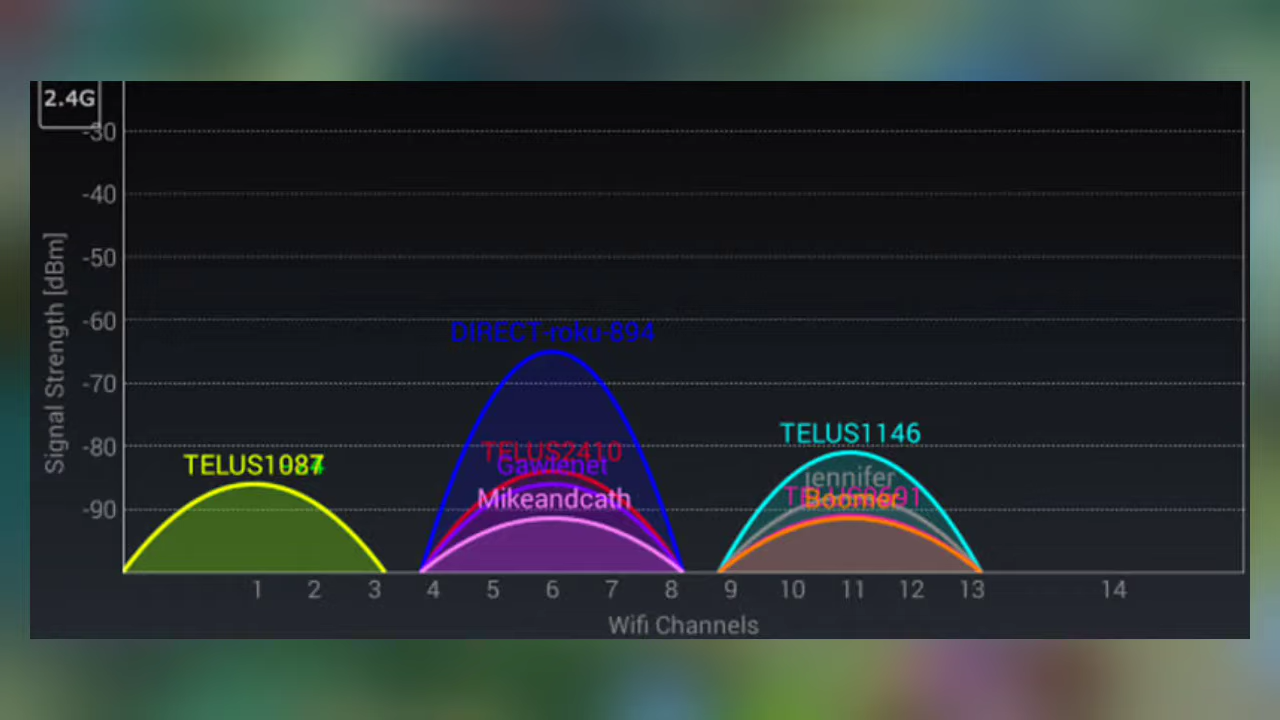 2.4G
-30
-40
-50
-60
-70
-80
-90
Signal Strength [dBm]
DIRECT-roku-894
TELUS2410
Gawienet
Mikeandcath
TELUS1087
TELUS1146
jennifer
Boomer
1 2 3 4 5 6 7 8 9 10 11 12 13 14
Wifi Channels